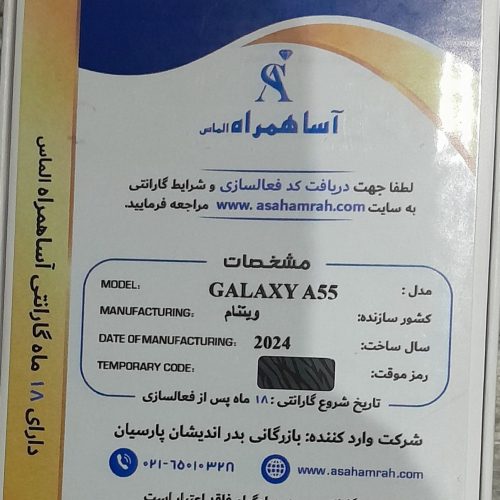 آسا همراه الماس
لطفا جهت دریافت کد فعالسازی و شرایط گارانتی
به سایت www. asahamrah.com مراجعه فرمایید.
مشخصات
MODEL: GALAXY A55 مدل :
MANUFACTURING: ویتنام کشور سازنده:
DATE OF MANUFACTURING: 2024 سال ساخت:
TEMPORARY CODE: رمز موقت:
تاریخ شروع گارانتی : ۱۸ ماه پس از فعالسازی
شرکت وارد کننده: بازرگانی بدر اندیشان پارسیان
۰۲۱-۶۵۰۱۰۳۲۸ www.asahamrah.com
فاقد اعتبار است
دارای ۱۸ ماه گارانتی آسا همراه الماس